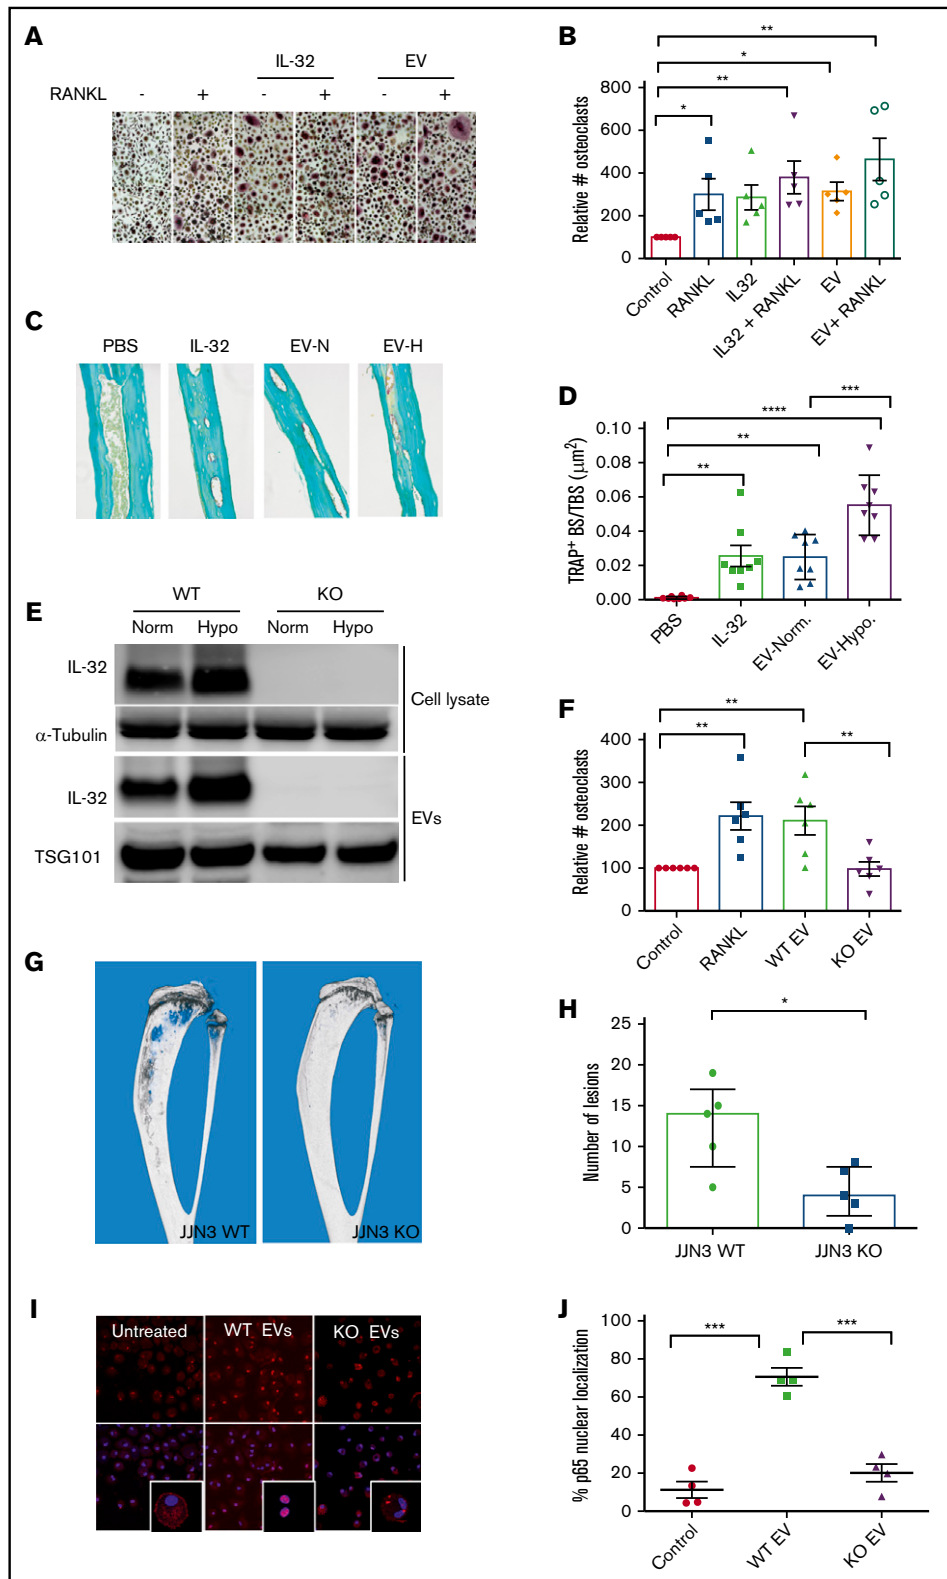 A
IL-32 EV
RANKL - + - + - +
B
** 
*
**
*
800
600
400
200
0
Relative # osteoclasts
Control RANKL IL32 IL32 + RANKL EV EV + RANKL
C
PBS IL-32 EV-N EV-H
D
***
****
**
**
0.10
0.08
0.06
0.04
0.02
0.00
TRAP+ BS/TBS (μm²)
PBS IL-32 EV-Norm. EV-Hypo.
E
WT KO
Norm Hypo Norm Hypo
IL-32
α-Tubulin
Cell lysate
IL-32
TSG101
EVs
F
**
**
**
400
300
200
100
0
Relative # osteoclasts
Control RANKL WT EV KO EV
G
JJN3 WT JJN3 KO
H
*
25
20
15
10
5
0
Number of lesions
JJN3 WT JJN3 KO
I
Untreated WT EVs KO EVs
J
*** ***
100
80
60
40
20
0
% p65 nuclear localization
Control WT EV KO EV